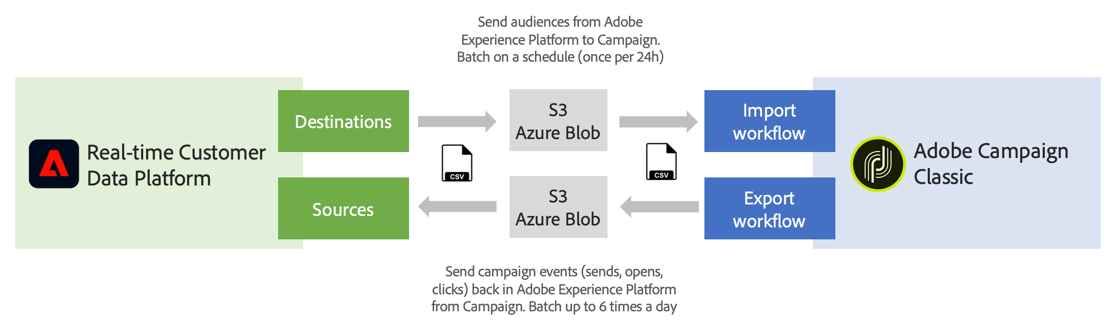 Send audiences from Adobe
Experience Platform to Campaign.
Batch on a schedule (once per 24h)
Real-time Customer
Data Platform
Destinations
S3
Azure Blob
Import
workflow
CSV
CSV
Adobe Campaign
Classic
Sources
S3
Azure Blob
Export
workflow
Send campaign events (sends, opens,
clicks) back in Adobe Experience Platform
from Campaign. Batch up to 6 times a day